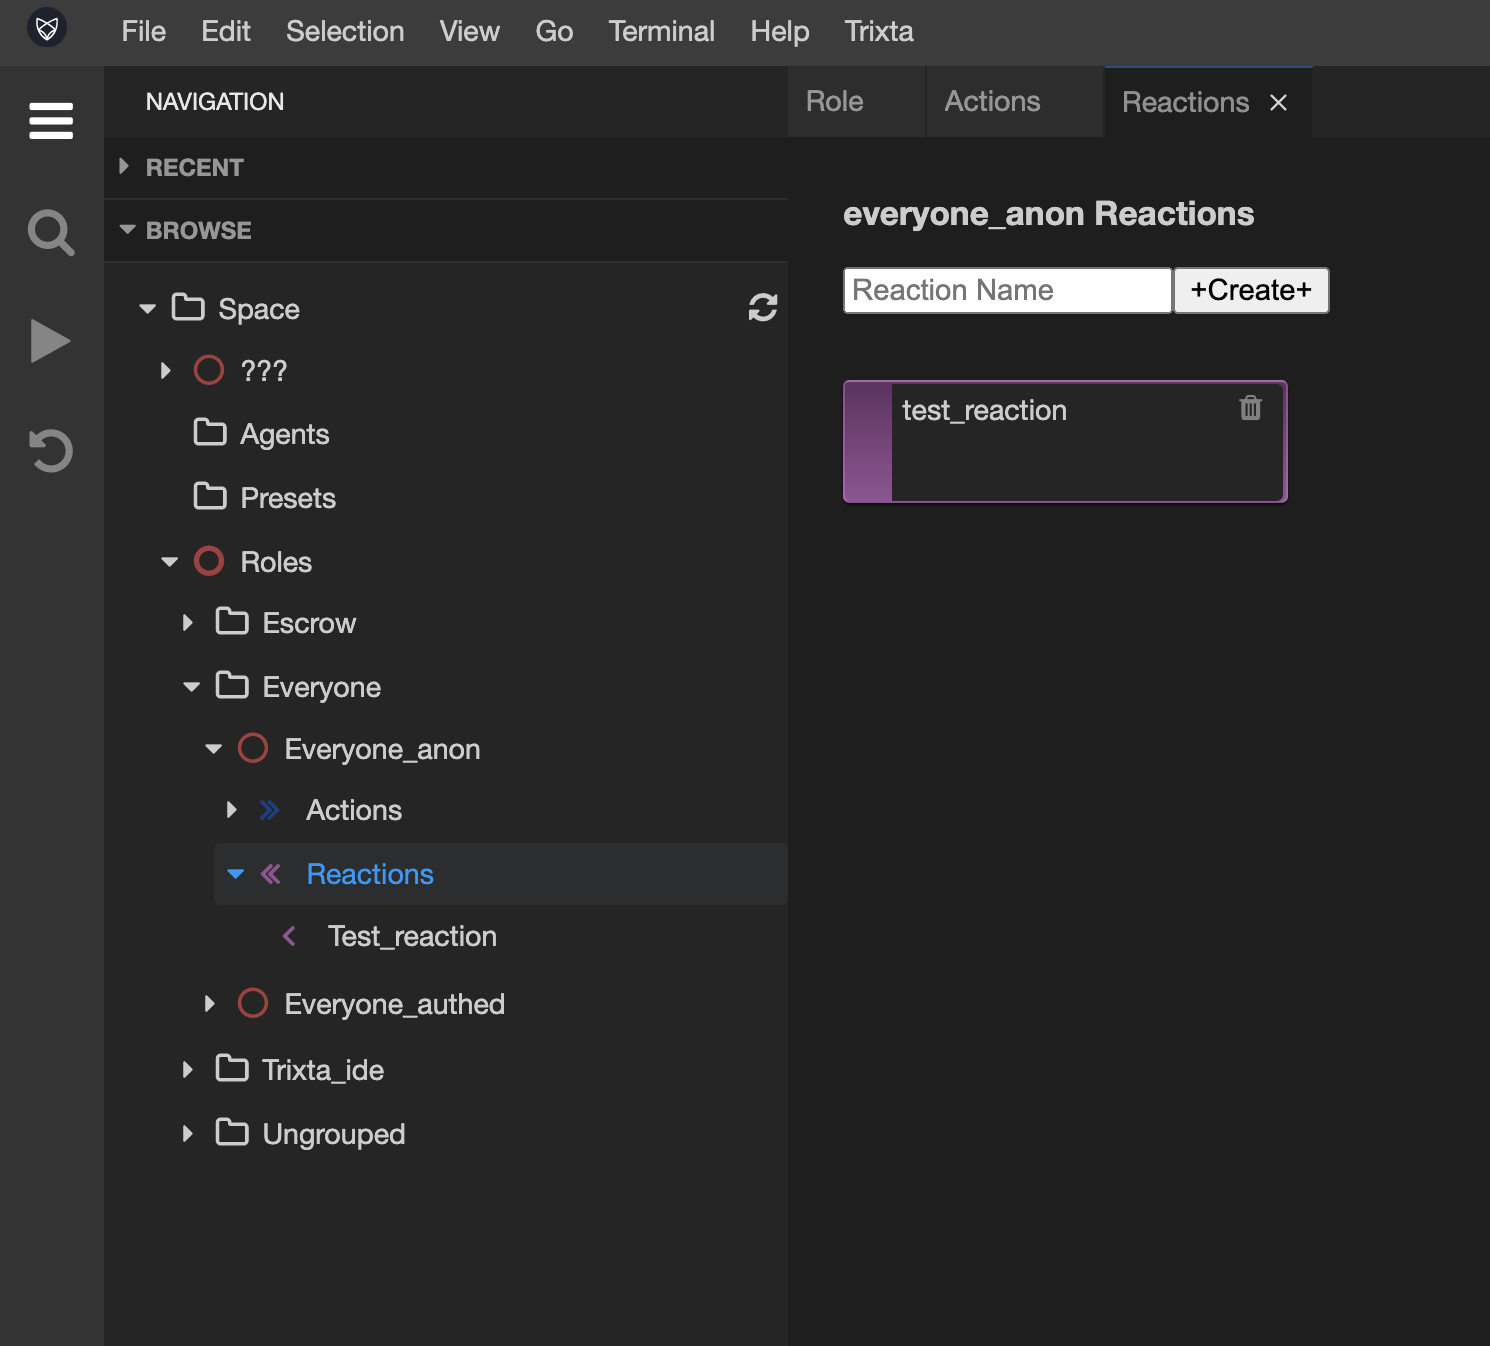 File Edit Selection View Go Terminal Help Trixta
NAVIGATION
RECENT
BROWSE
Space
???
Agents
Presets
Roles
Escrow
Everyone
Everyone_anon
Actions
Reactions
Test_reaction
Everyone_authed
Trixta_ide
Ungrouped
Role Actions Reactions
everyone_anon Reactions
Reaction Name +Create+
test_reaction